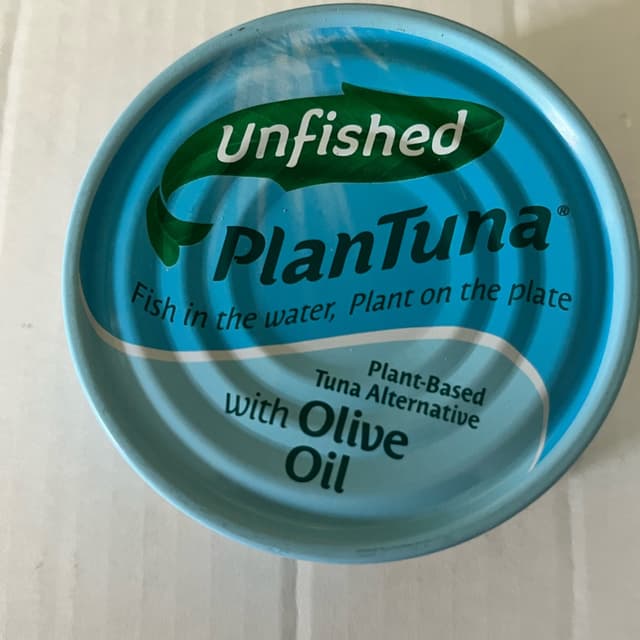 unfished
PlanTuna®
Fish in the water, Plant on the plate
Plant-Based
Tuna Alternative
with Olive
Oil